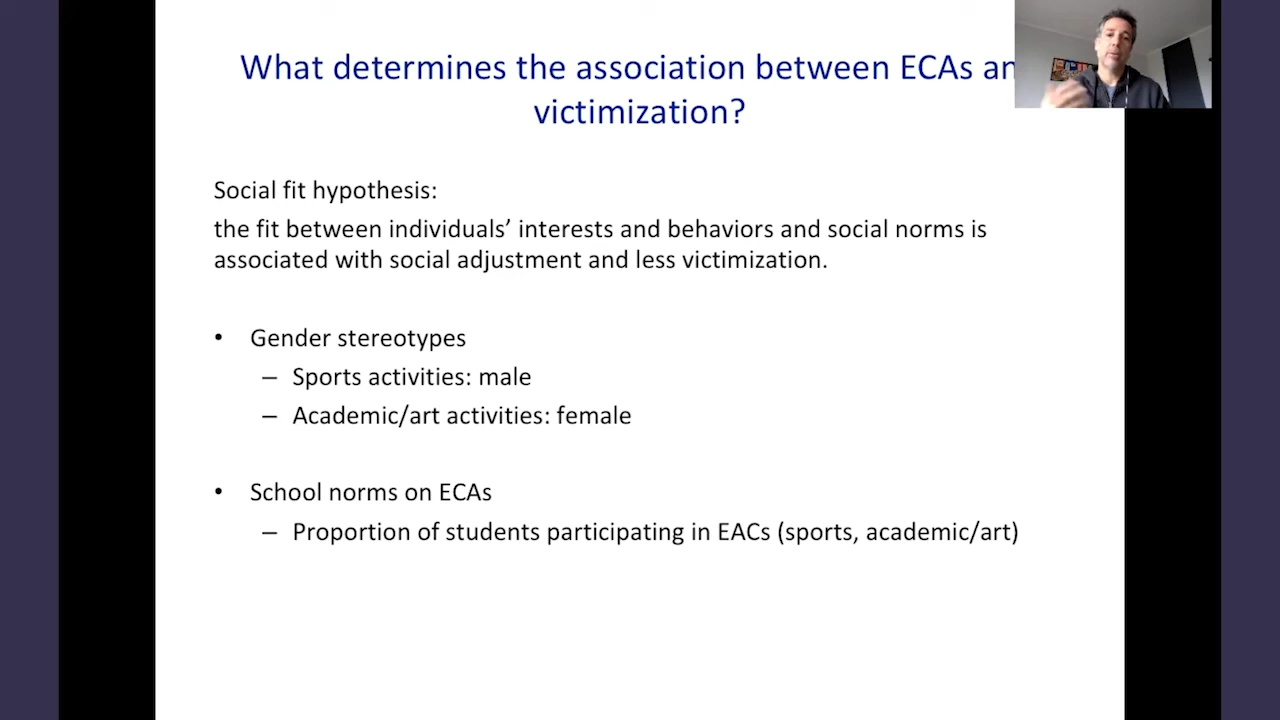 What determines the association between ECAs an
victimization?
Social fit hypothesis:
the fit between individuals’ interests and behaviors and social norms is
associated with social adjustment and less victimization.
• Gender stereotypes
– Sports activities: male
– Academic/art activities: female
• School norms on ECAs
– Proportion of students participating in EACs (sports, academic/art)